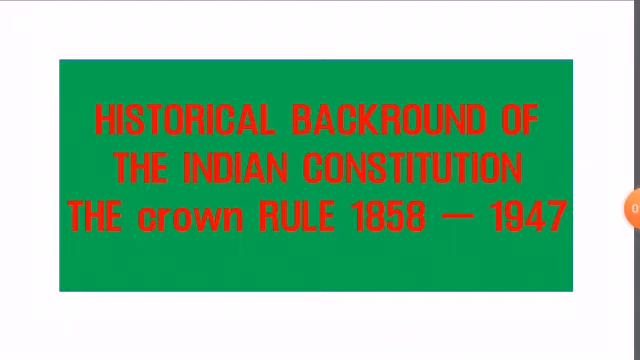 HISTORICAL BACKROUND OF
THE INDIAN CONSTITUTION
THE crown RULE 1858 – 1947